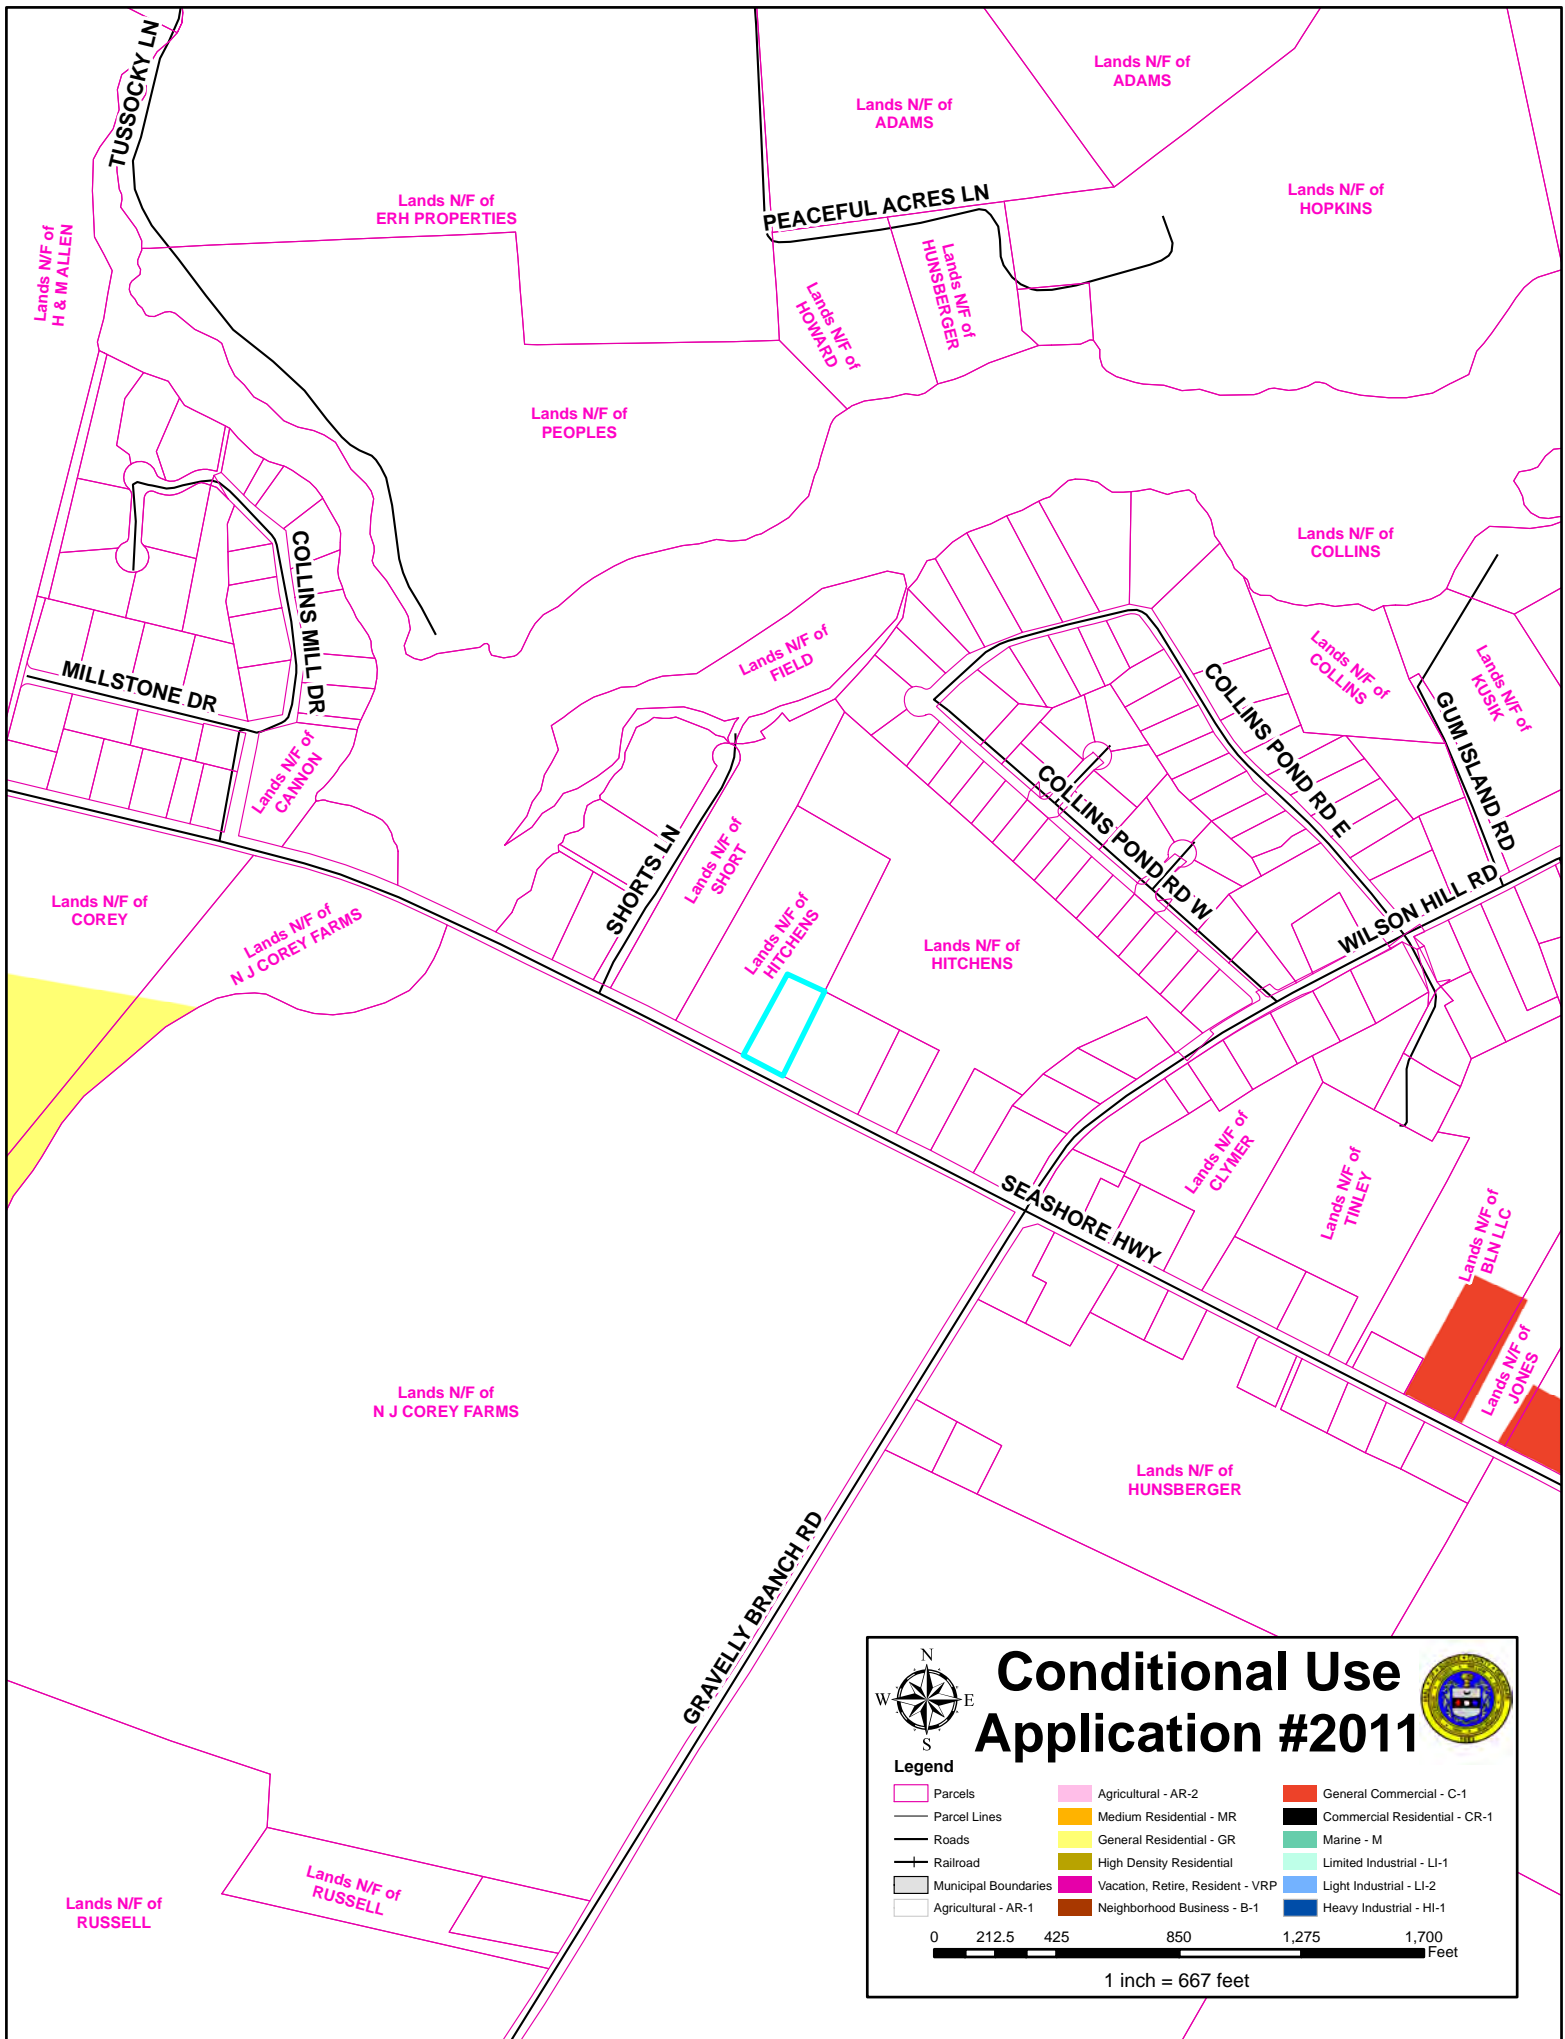 TUSSOCKY LN
Lands N/F of
ADAMS
Lands N/F of
ADAMS
Lands N/F of
ERH PROPERTIES
PEACEFUL ACRES LN
Lands N/F of
HOPKINS
Lands N/F of
H & M ALLEN
Lands N/F of
HOWARD
Lands N/F of
HUNSBERGER
Lands N/F of
PEOPLES
Lands N/F of
COLLINS
COLLINS MILL DR
MILLSTONE DR
Lands N/F of
FIELD
Lands N/F of
COLLINS
Lands N/F of
KUSIK
COLLINS POND RD E
GUM ISLAND RD
Lands N/F of
CANNON
COLLINS POND RD W
SHORTS LN
Lands N/F of
SHORT
WILSON HILL RD
Lands N/F of
COREY
Lands N/F of
N J COREY FARMS
Lands N/F of
HITCHENS
Lands N/F of
HITCHENS
Lands N/F of
CLYMER
Lands N/F of
TINLEY
SEASHORE HWY
Lands N/F of
BLN LLC
Lands N/F of
JONES
Lands N/F of
N J COREY FARMS
Lands N/F of
HUNSBERGER
GRAVELLY BRANCH RD
Lands N/F of
RUSSELL
Lands N/F of
RUSSELL
N
W E
S
Conditional Use
Application #2011
Legend
Parcels
Parcel Lines
Roads
Railroad
Municipal Boundaries
Agricultural - AR-1
Agricultural - AR-2
Medium Residential - MR
General Residential - GR
High Density Residential
Vacation, Retire, Resident - VRP
Neighborhood Business - B-1
General Commercial - C-1
Commercial Residential - CR-1
Marine - M
Limited Industrial - LI-1
Light Industrial - LI-2
Heavy Industrial - HI-1
0 212.5 425 850 1,275 1,700
Feet
1 inch = 667 feet